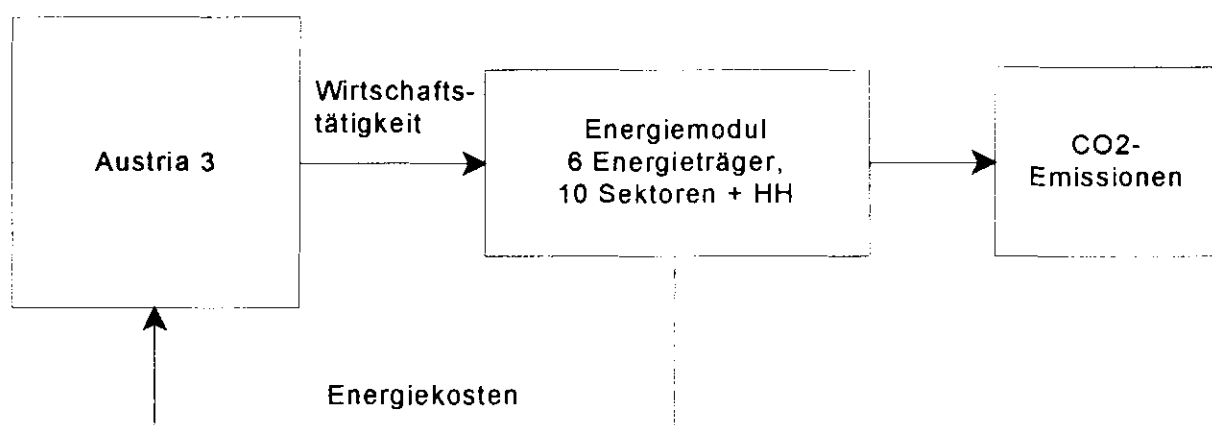 Austria 3
Wirtschafts-
tätigkeit
Energiemodul
6 Energieträger,
10 Sektoren + HH
CO2-
Emissionen
Energiekosten